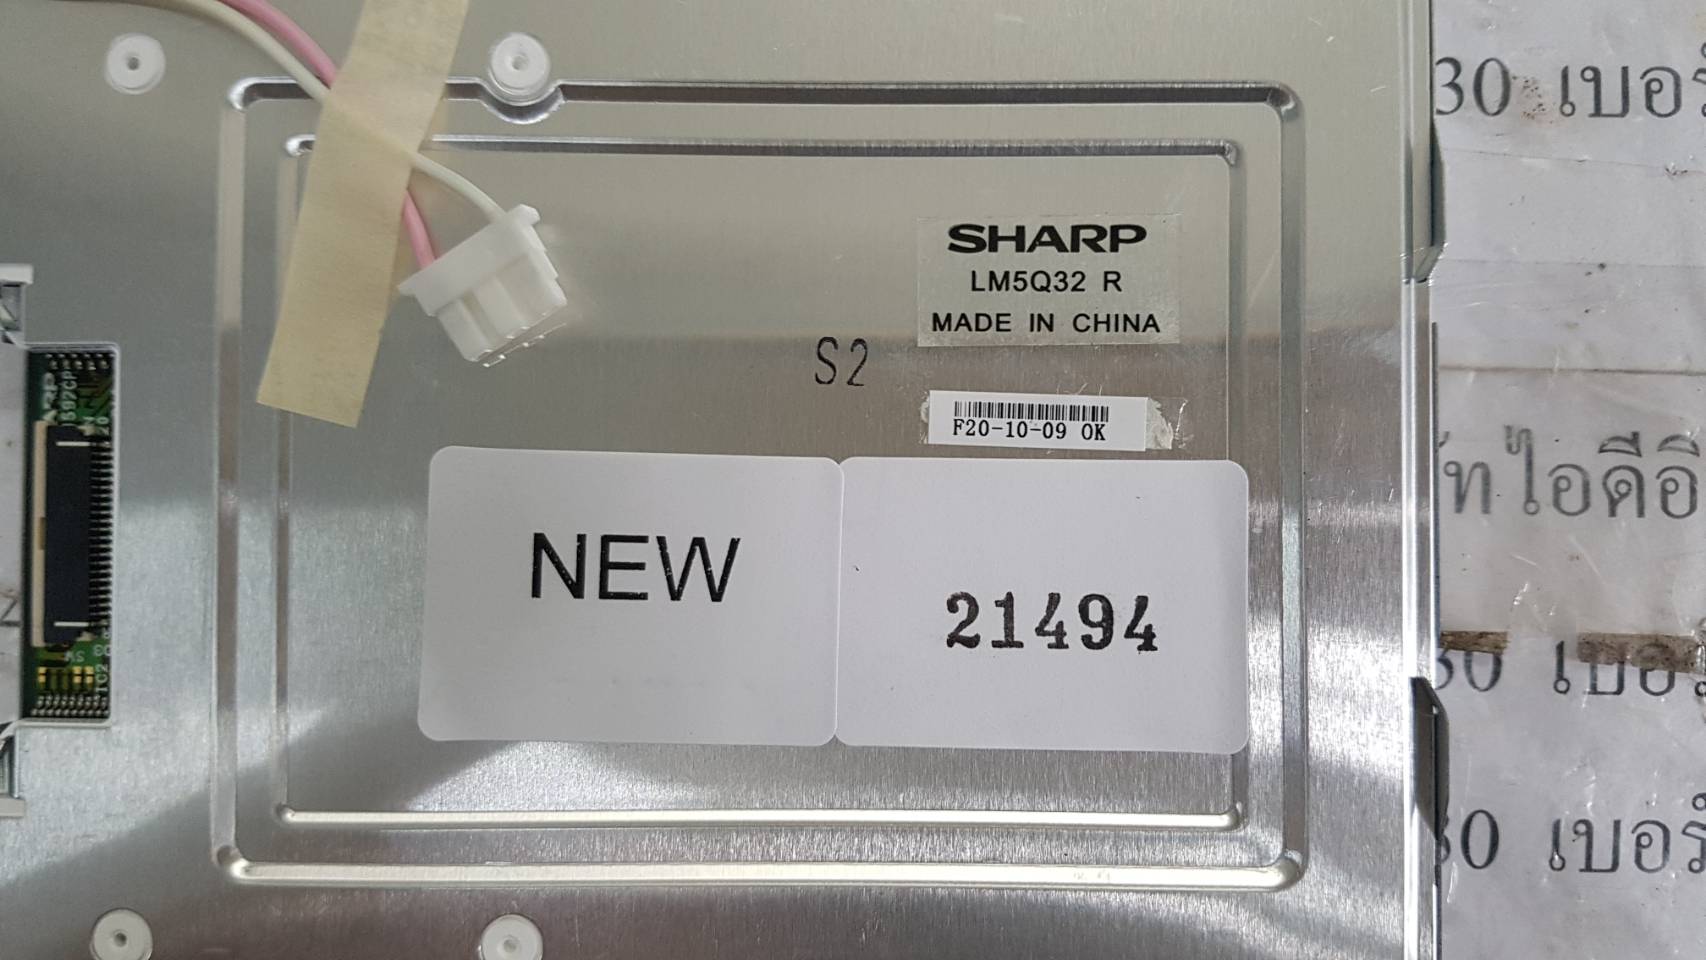 SHARP
LM5Q32 R
MADE IN CHINA
S2
F20-10-09 OK
NEW
21494
IC2
30 เบอร์
ทไอดีอิ
30 เบอร์
30 เบอร์